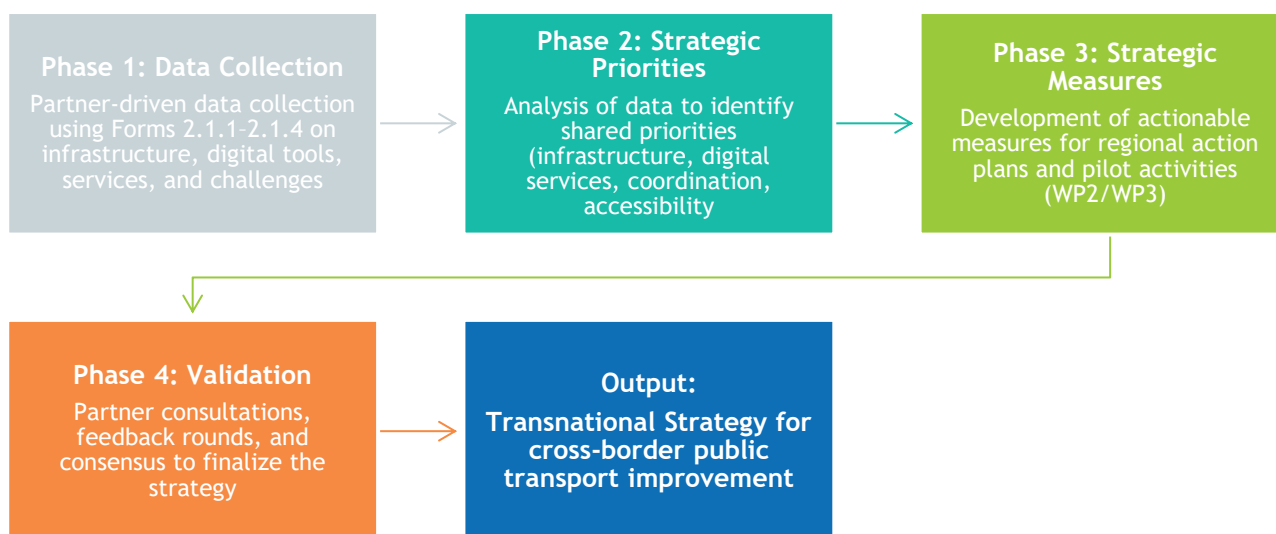 Phase 1: Data Collection
Partner-driven data collection
using Forms 2.1.1–2.1.4 on
infrastructure, digital tools,
services, and challenges
Phase 2: Strategic
Priorities
Analysis of data to identify
shared priorities
(infrastructure, digital
services, coordination,
accessibility
Phase 3: Strategic
Measures
Development of actionable
measures for regional action
plans and pilot activities
(WP2/WP3)
Phase 4: Validation
Partner consultations,
feedback rounds, and
consensus to finalize the
strategy
Output:
Transnational Strategy for
cross-border public
transport improvement